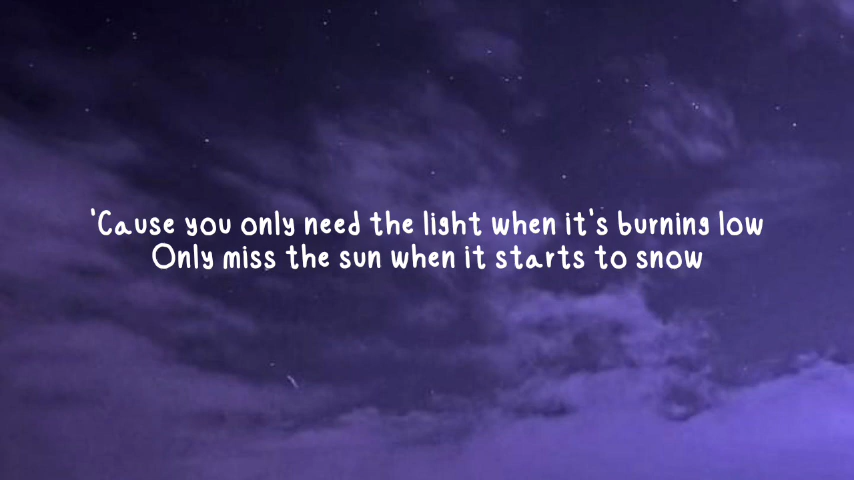 'Cause you only need the light when it's burning low
Only miss the sun when it starts to snow